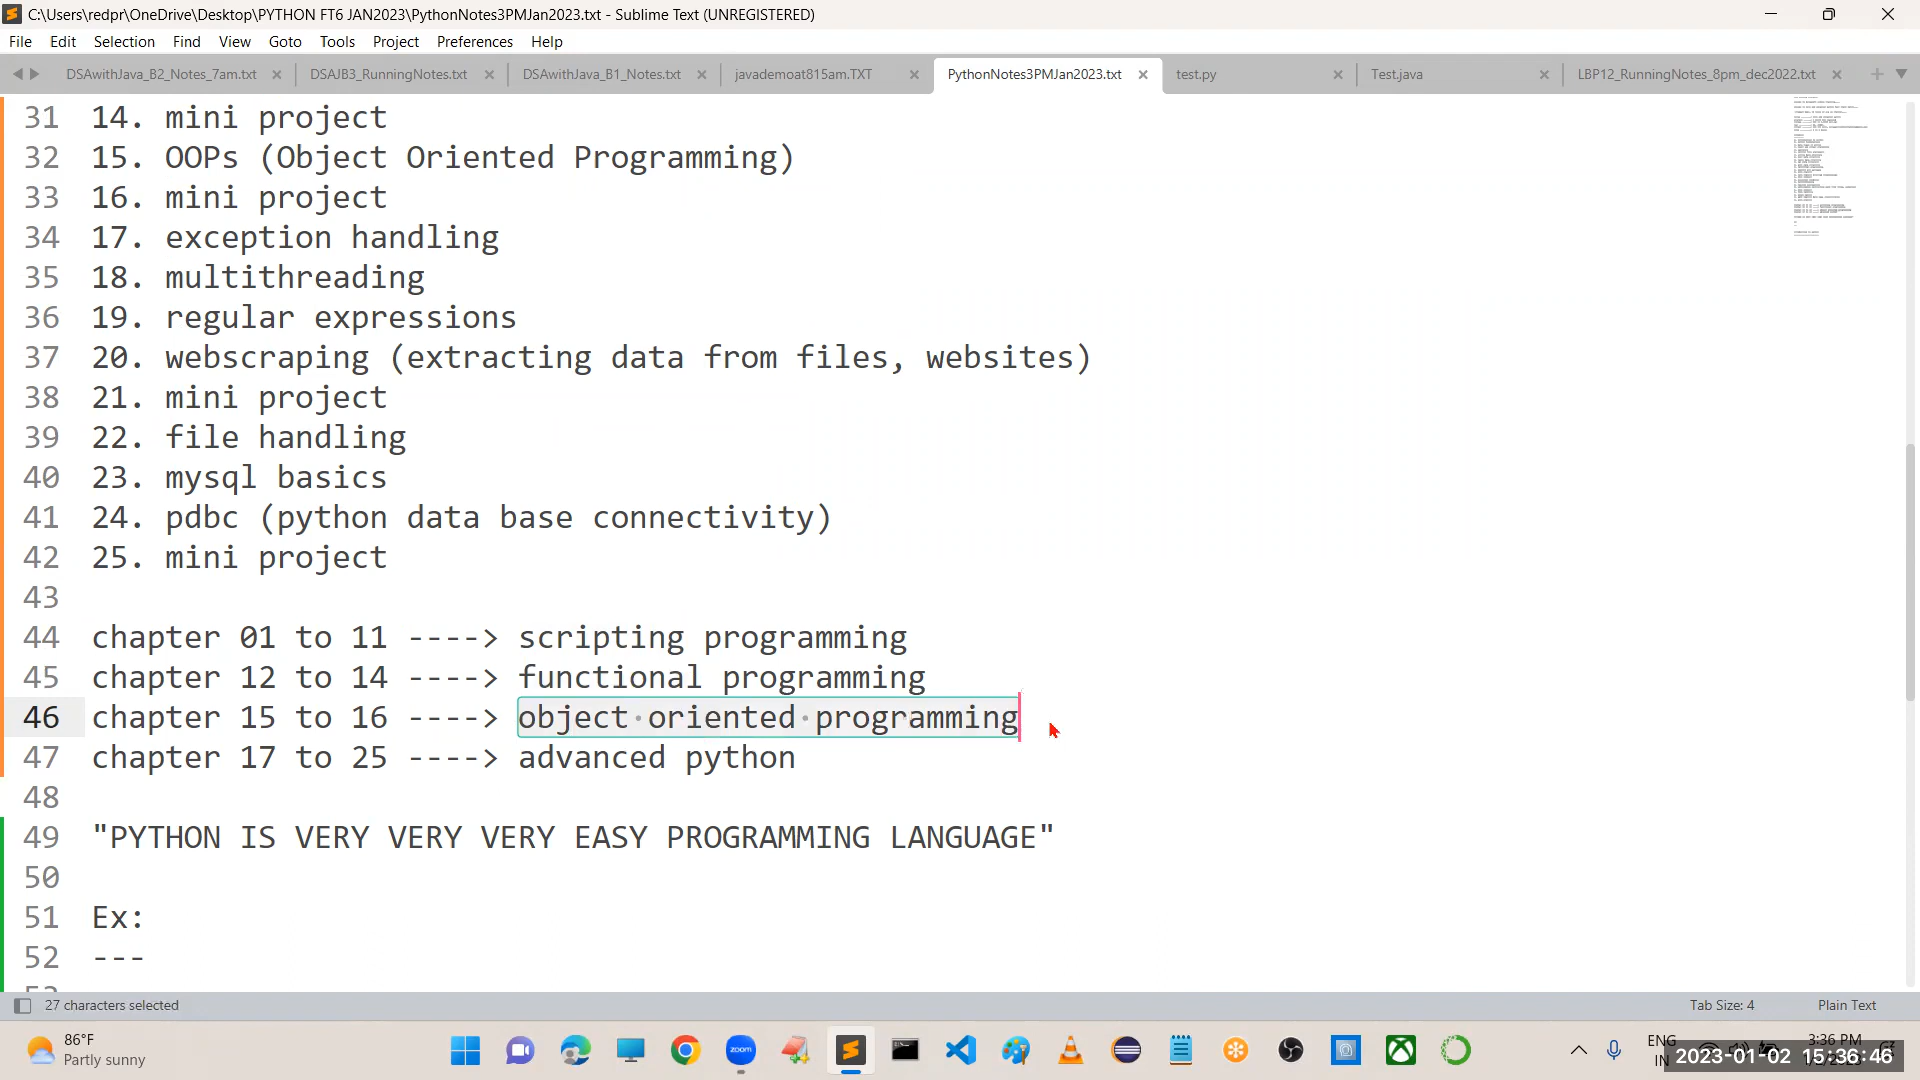 C:\Users\redpr\OneDrive\Desktop\PYTHON FT6 JAN2023\PythonNotes3PMJan2023.txt - Sublime Text (UNREGISTERED)
File Edit Selection Find View Goto Tools Project Preferences Help
DSAwithJava_B2_Notes_7am.txt DSAJB3_RunningNotes.txt DSAwithJava_B1_Notes.txt javademoat815am.TXT PythonNotes3PMJan2023.txt test.py Test.java LBP12_RunningNotes_8pm_dec2022.txt
31 14. mini project
32 15. OOPs (Object Oriented Programming)
33 16. mini project
34 17. exception handling
35 18. multithreading
36 19. regular expressions
37 20. webscraping (extracting data from files, websites)
38 21. mini project
39 22. file handling
40 23. mysql basics
41 24. pdbc (python data base connectivity)
42 25. mini project
43
44 chapter 01 to 11 ----> scripting programming
45 chapter 12 to 14 ----> functional programming
46 chapter 15 to 16 ----> object oriented programming
47 chapter 17 to 25 ----> advanced python
48
49 "PYTHON IS VERY VERY VERY EASY PROGRAMMING LANGUAGE"
50
51 Ex:
52 ---
27 characters selected Tab Size: 4 Plain Text
86°F
Partly sunny
zoom
ENG
IN
3:36 PM
2023-01-02 15:36:46